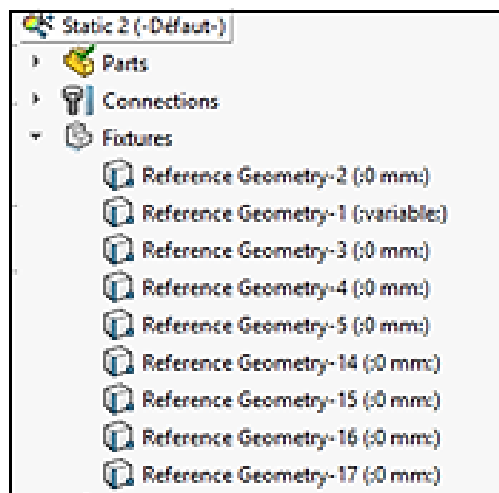 Static 2 (-Défaut-)
Parts
Connections
Fixtures
Reference Geometry-2 (:0 mm:)
Reference Geometry-1 (:variable:)
Reference Geometry-3 (:0 mm:)
Reference Geometry-4 (:0 mm:)
Reference Geometry-5 (:0 mm:)
Reference Geometry-14 (:0 mm:)
Reference Geometry-15 (:0 mm:)
Reference Geometry-16 (:0 mm:)
Reference Geometry-17 (:0 mm:)